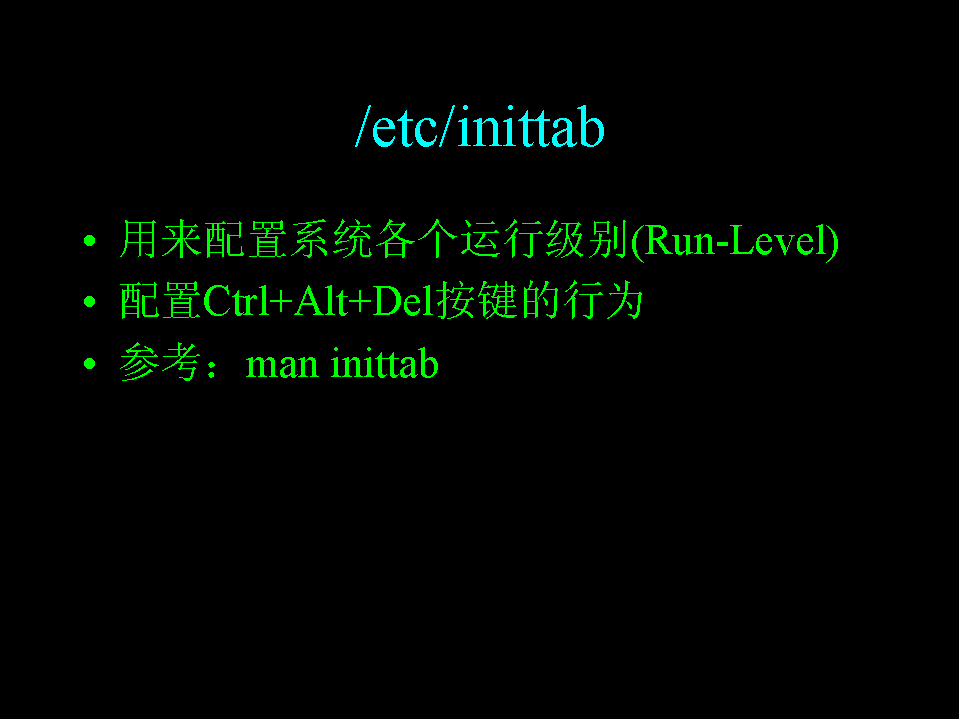 /etc/inittab
• 用来配置系统各个运行级别(Run-Level)
• 配置Ctrl+Alt+Del按键的行为
• 参考：man inittab